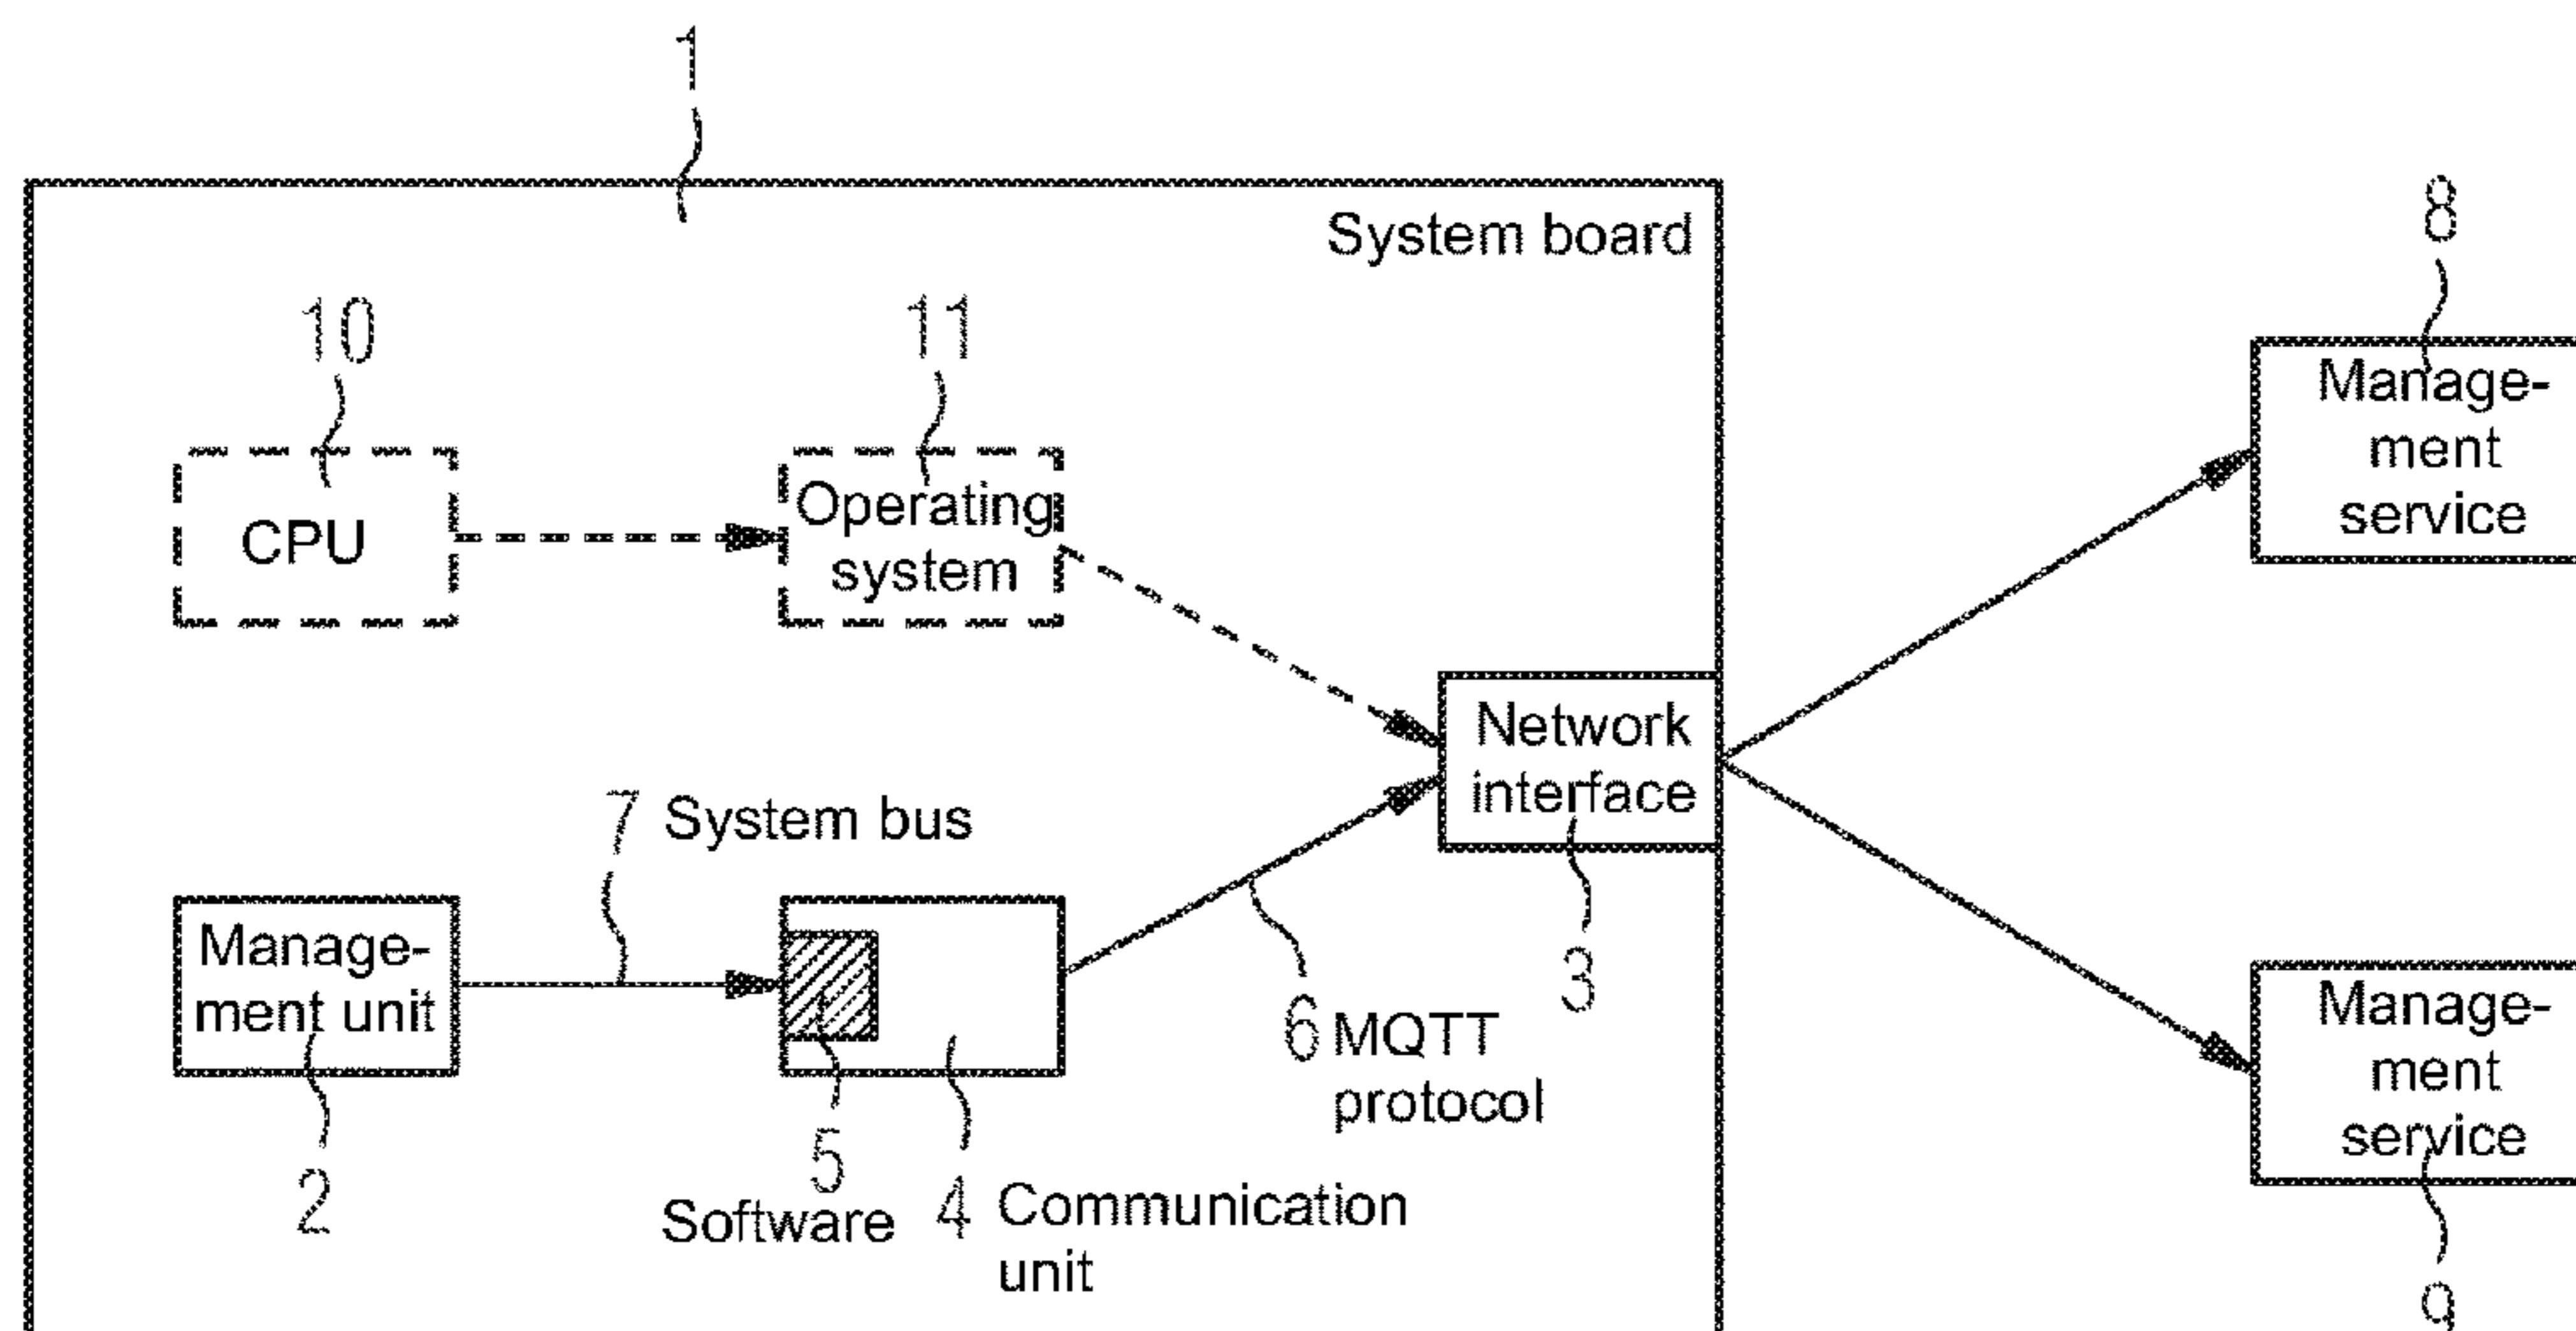 1
System board
8
10
11
Manage-
ment
service
CPU
Operating
system
Network
interface
3
7 System bus
Manage-
ment unit
2
5
Software
4 Communication
unit
6 MQTT
protocol
Manage-
ment
service
9